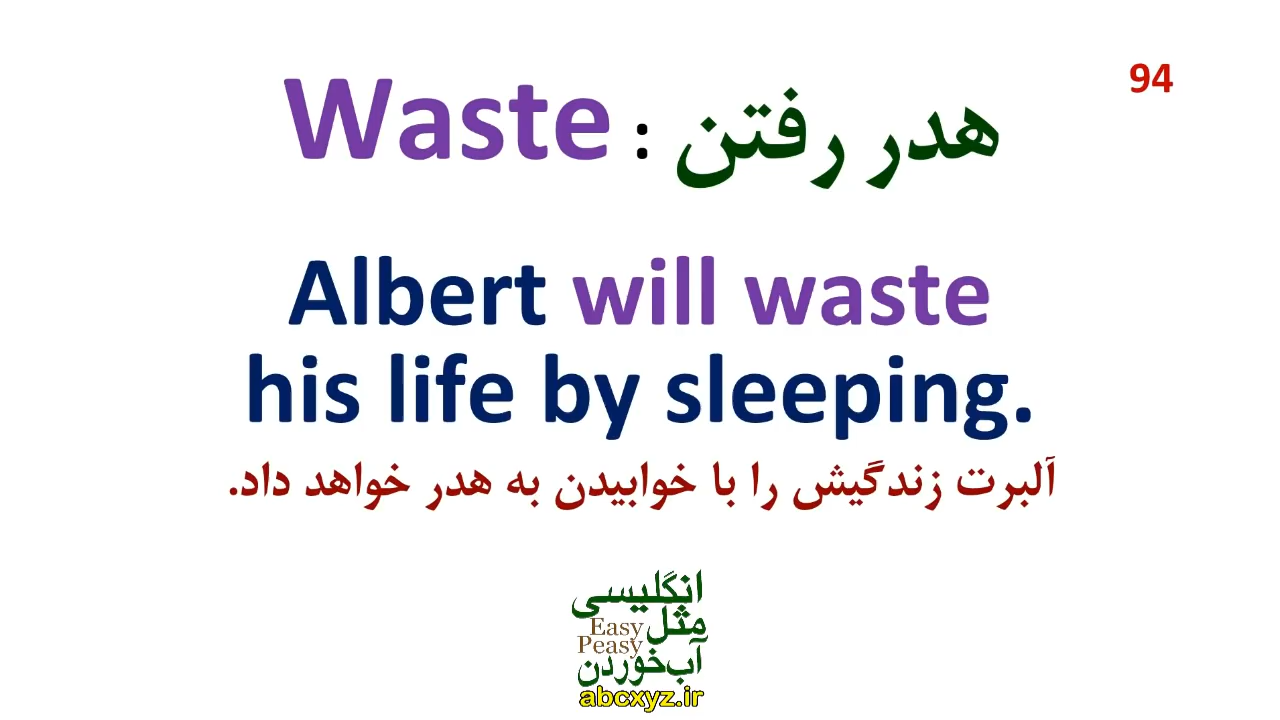 94
Waste : هدر رفتن
Albert will waste
his life by sleeping.
آلبرت زندگیش را با خوابیدن به هدر خواهد داد.
انگلیسی
مثل Easy
Peasy
آب‌خوردن
abcxyz.ir